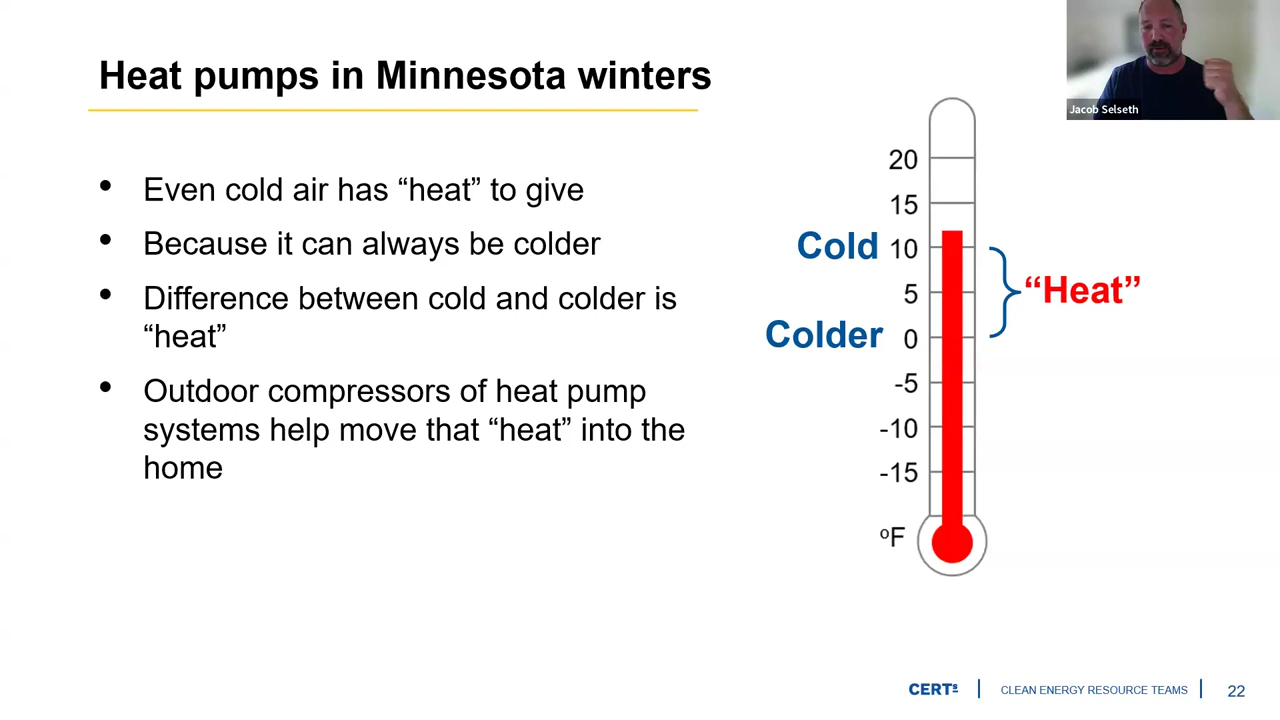 Heat pumps in Minnesota winters
• Even cold air has “heat” to give
• Because it can always be colder
• Difference between cold and colder is
“heat”
• Outdoor compressors of heat pump
systems help move that “heat” into the
home
Jacob Selseth
20
15
Cold 10
5
“Heat”
Colder 0
-5
-10
-15
ºF
CERTs | CLEAN ENERGY RESOURCE TEAMS | 22